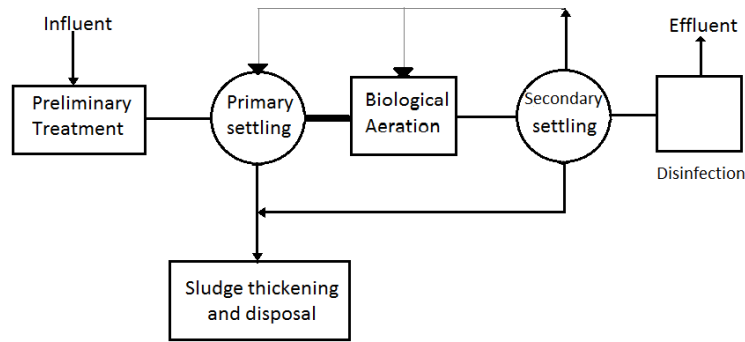 Influent
Effluent
Preliminary
Treatment
Primary
settling
Biological
Aeration
Secondary
settling
Disinfection
Sludge thickening
and disposal